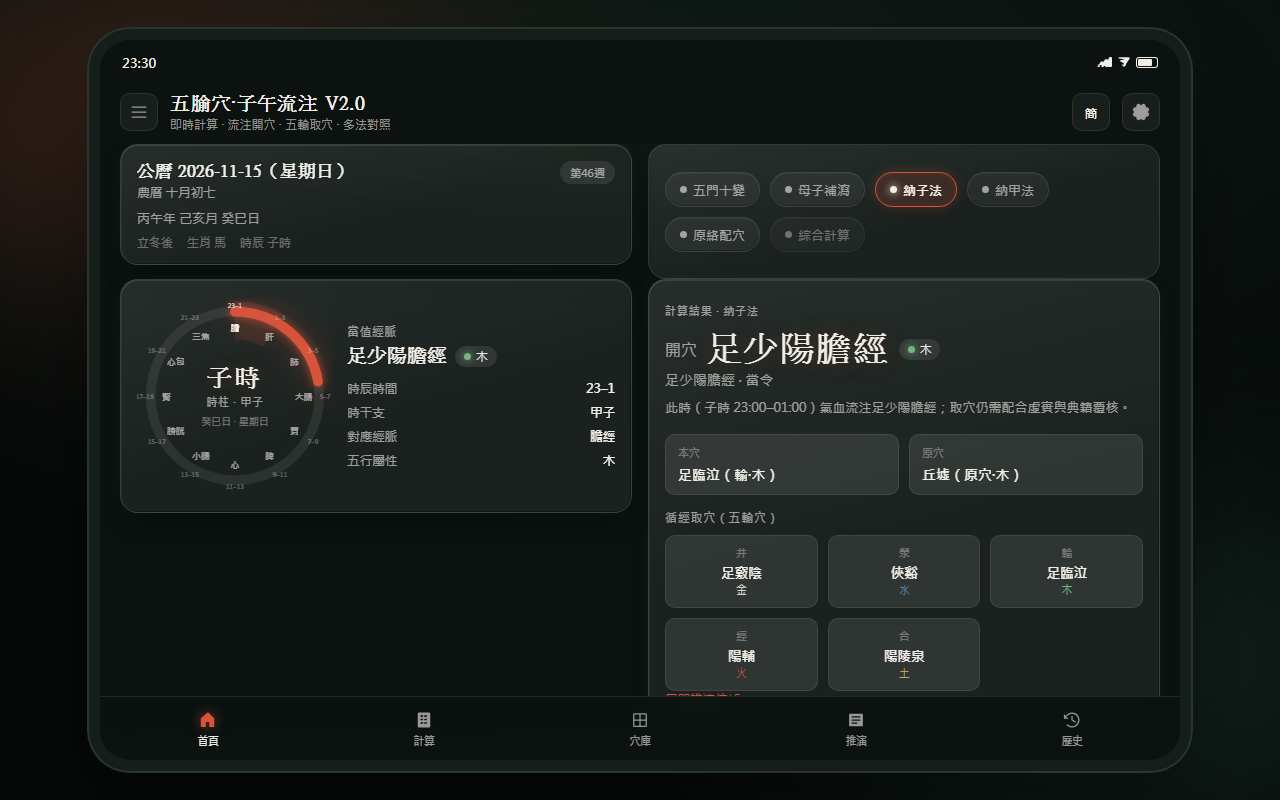 23:30
五腧穴·子午流注 V2.0
即時計算 · 流注開穴 · 五輸取穴 · 多法對照
簡
公曆 2026-11-15（星期日）
第46週
農曆 十月初七
丙午年 己亥月 癸巳日
立冬後 生肖 馬 時辰 子時
五門十變
母子補瀉
納子法
納甲法
原絡配穴
綜合計算
23–1
膽
1–3
肝
3–5
肺
大腸
5–7
胃
7–9
脾
9–11
心
11–13
小腸
13–15
膀胱
15–17
腎
17–19
心包
19–21
三焦
21–23
子時
時柱 · 甲子
癸巳日 · 星期日
當值經脈
足少陽膽經
木
時辰時間 23–1
時干支 甲子
對應經脈 膽經
五行屬性 木
計算結果 · 納子法
開穴 足少陽膽經 木
足少陽膽經 · 當令
此時（子時 23:00–01:00）氣血流注足少陽膽經；取穴仍需配合虛實與典籍覆核。
本穴
足臨泣（輸·木）
原穴
丘墟（原穴·木）
循經取穴（五輸穴）
井
足竅陰
金
滎
俠谿
水
輸
足臨泣
木
經
陽輔
火
合
陽陵泉
土
首頁
計算
穴庫
推演
歷史